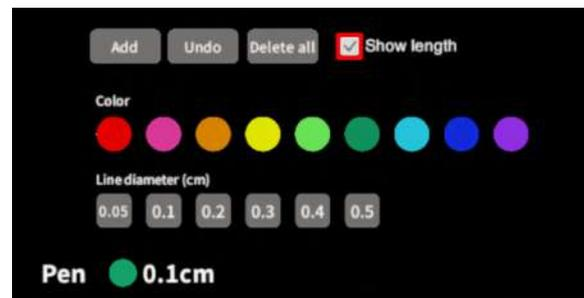 Add Undo Delete all Show length
Color
Line diameter (cm)
0.05 0.1 0.2 0.3 0.4 0.5
Pen 0.1cm